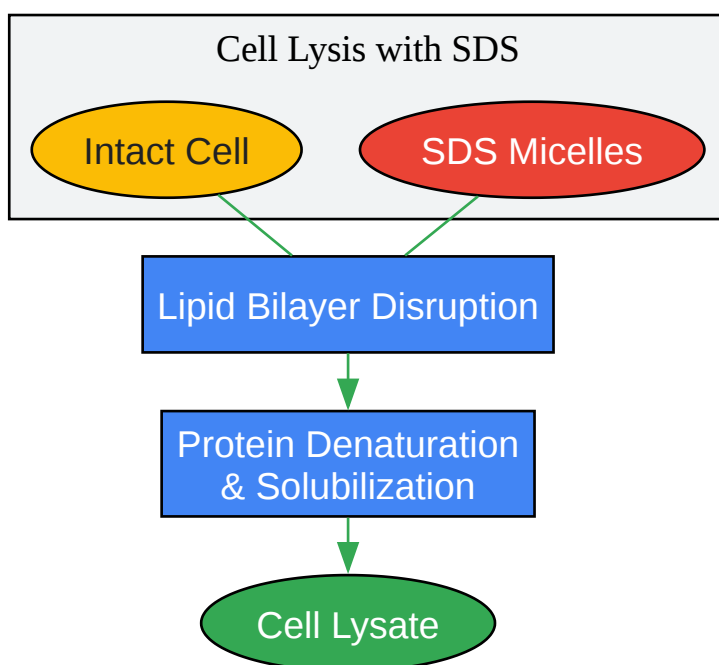 Cell Lysis with SDS
Intact Cell
SDS Micelles
Lipid Bilayer Disruption
Protein Denaturation
& Solubilization
Cell Lysate